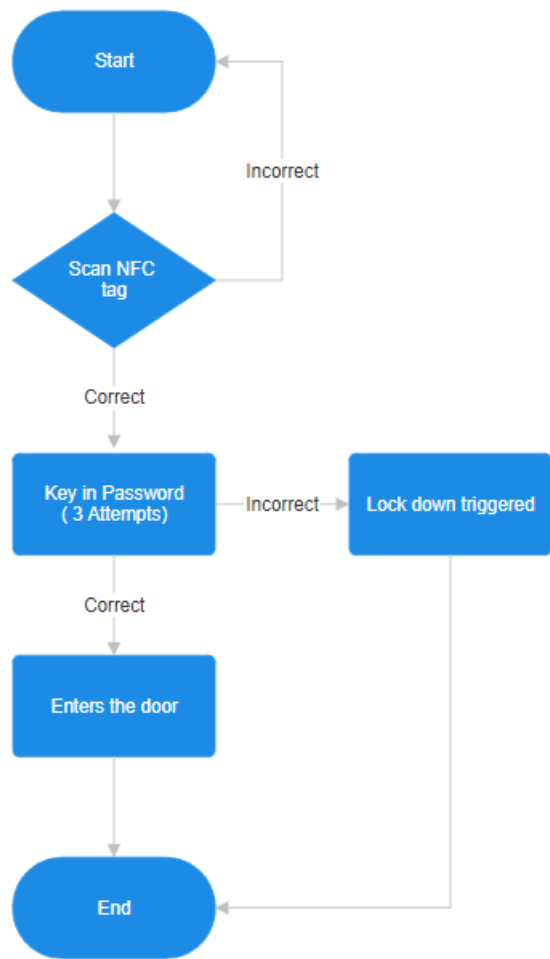 Start
Incorrect
Scan NFC
tag
Correct
Key in Password
( 3 Attempts)
Incorrect
Lock down triggered
Correct
Enters the door
End